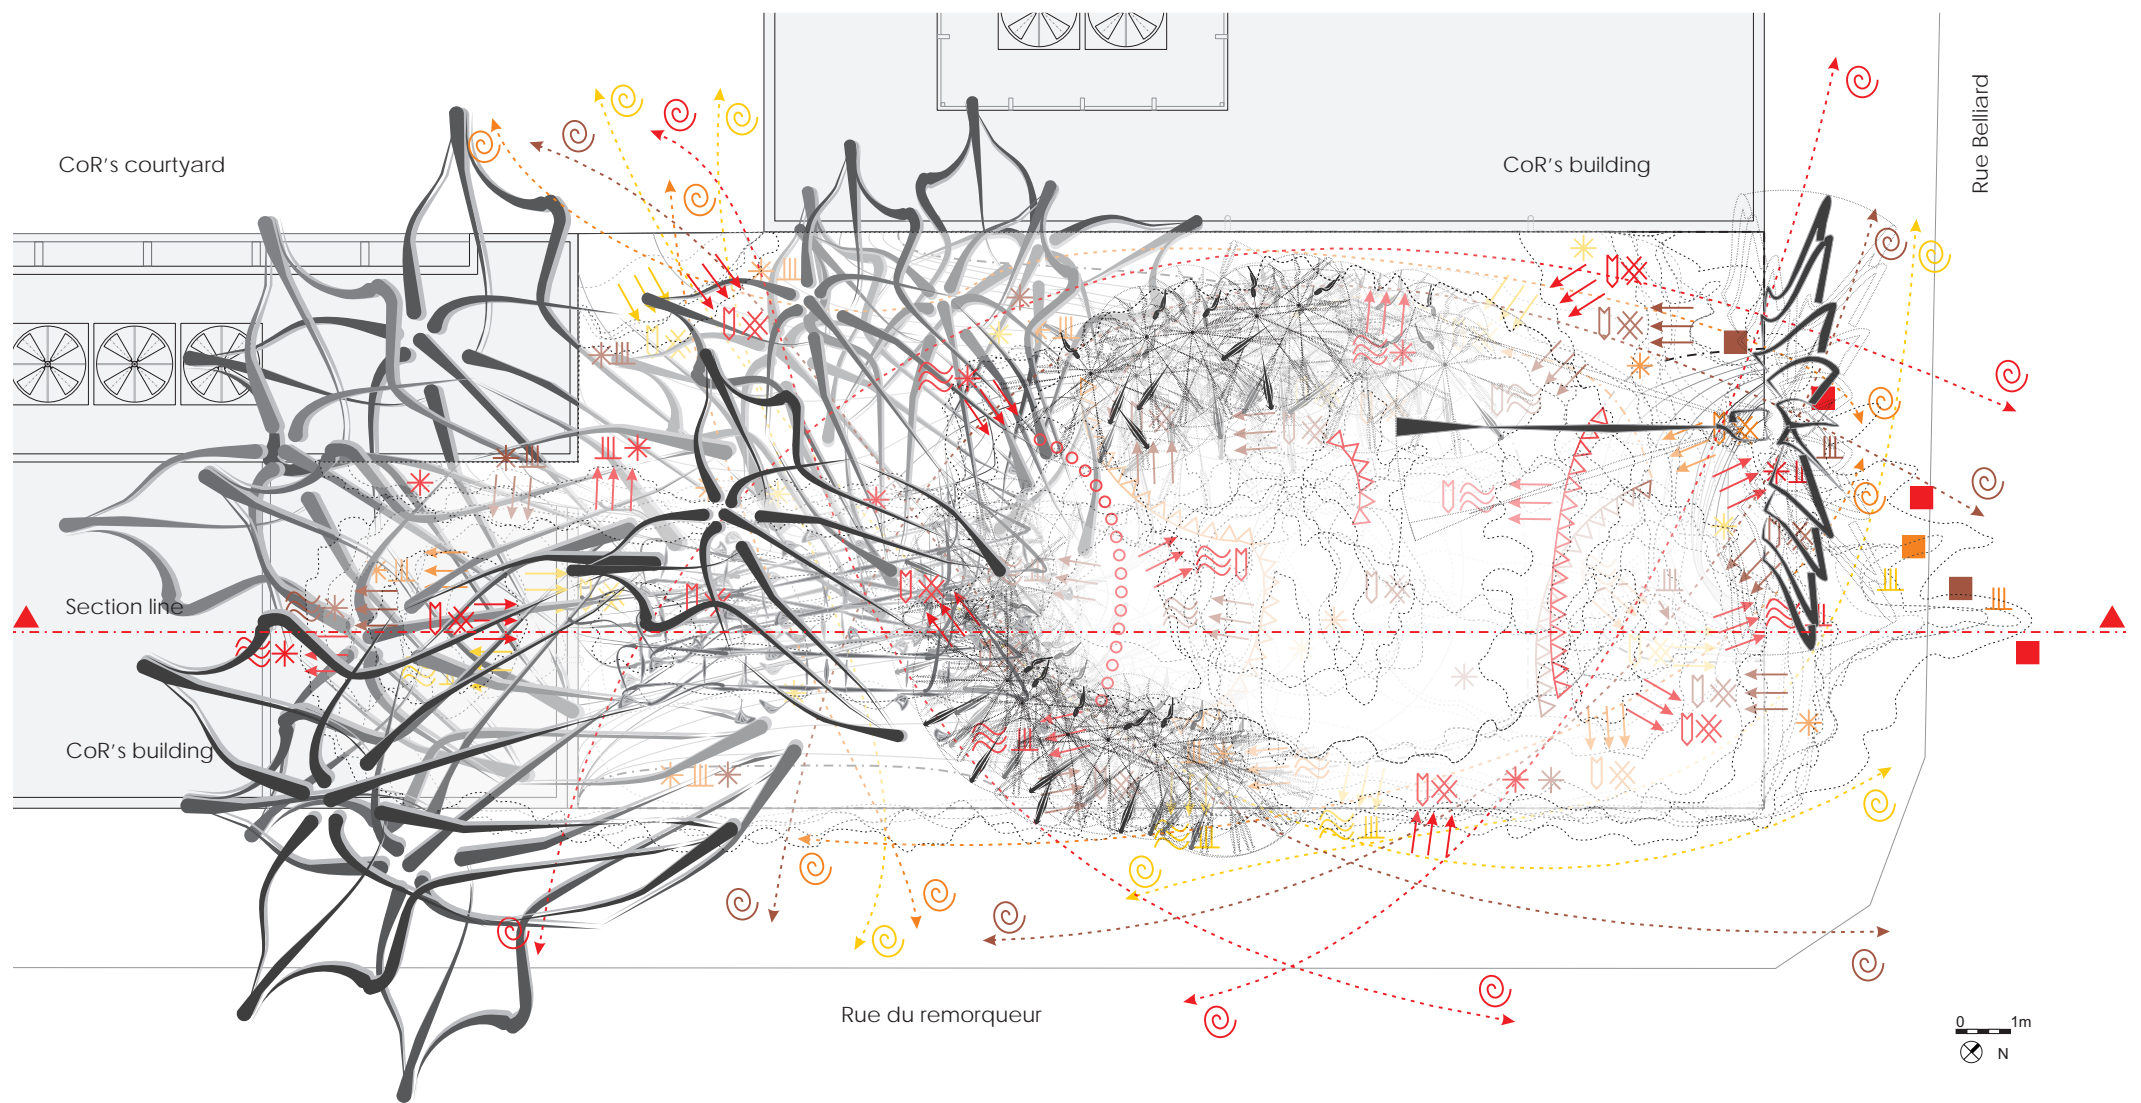 CoR's courtyard
CoR's building
Rue Belliard
Section line
CoR's building
Rue du remorqueur
0 1m
N